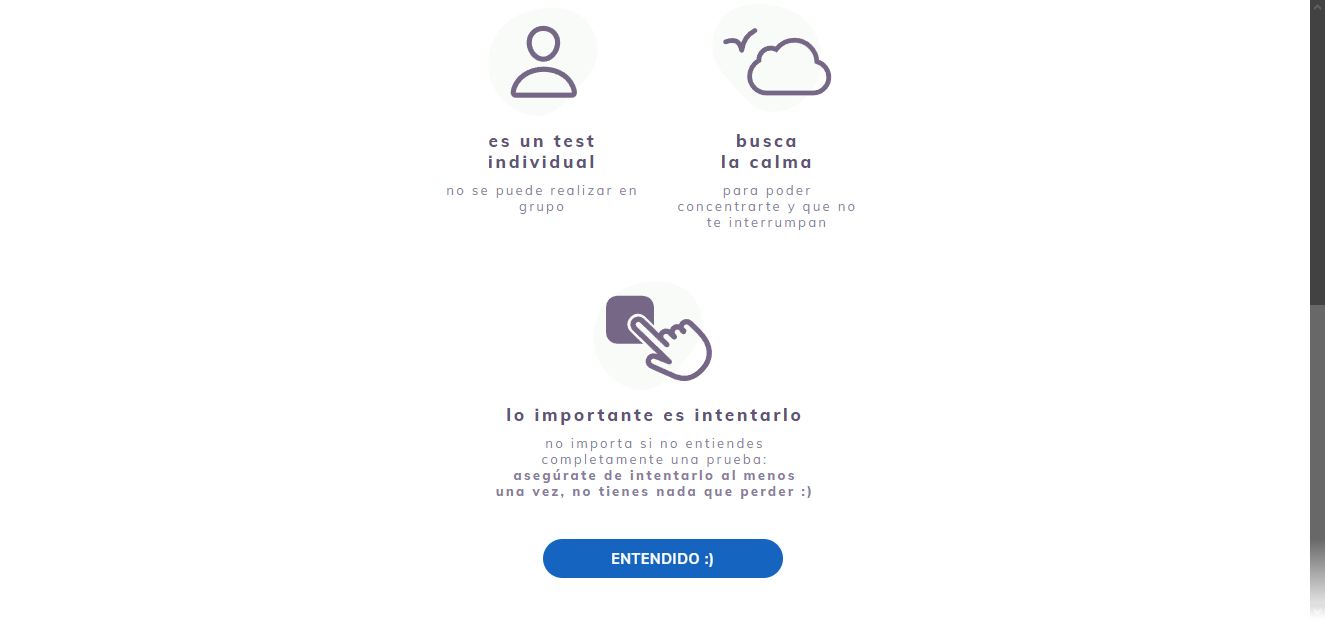 es un test
individual
no se puede realizar en
grupo
busca
la calma
para poder
concentrarte y que no
te interrumpan
lo importante es intentarlo
no importa si no entiendes
completamente una prueba:
asegúrate de intentarlo al menos
una vez, no tienes nada que perder :)
ENTENDIDO :)